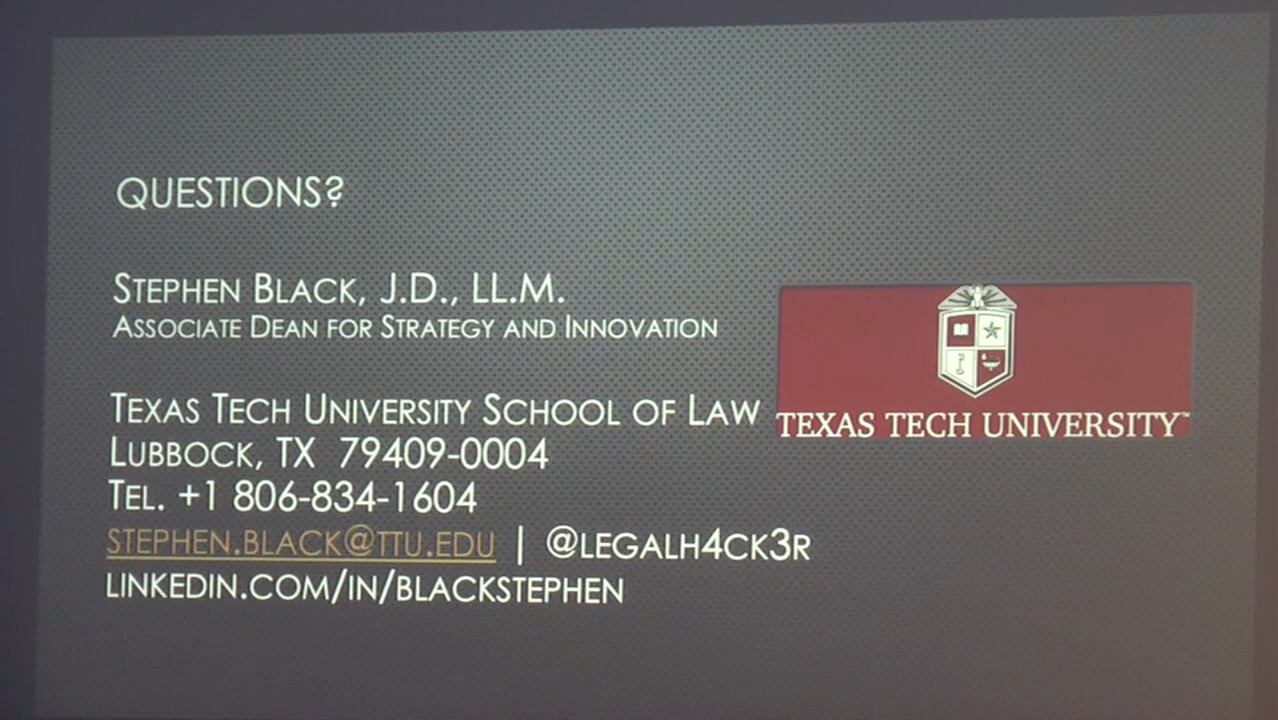 QUESTIONS?
STEPHEN BLACK, J.D., LL.M.
ASSOCIATE DEAN FOR STRATEGY AND INNOVATION
TEXAS TECH UNIVERSITY SCHOOL OF LAW
LUBBOCK, TX 79409-0004
TEL. +1 806-834-1604
STEPHEN.BLACK@TTU.EDU | @LEGALH4CK3R
LINKEDIN.COM/IN/BLACKSTEPHEN
TEXAS TECH UNIVERSITY™